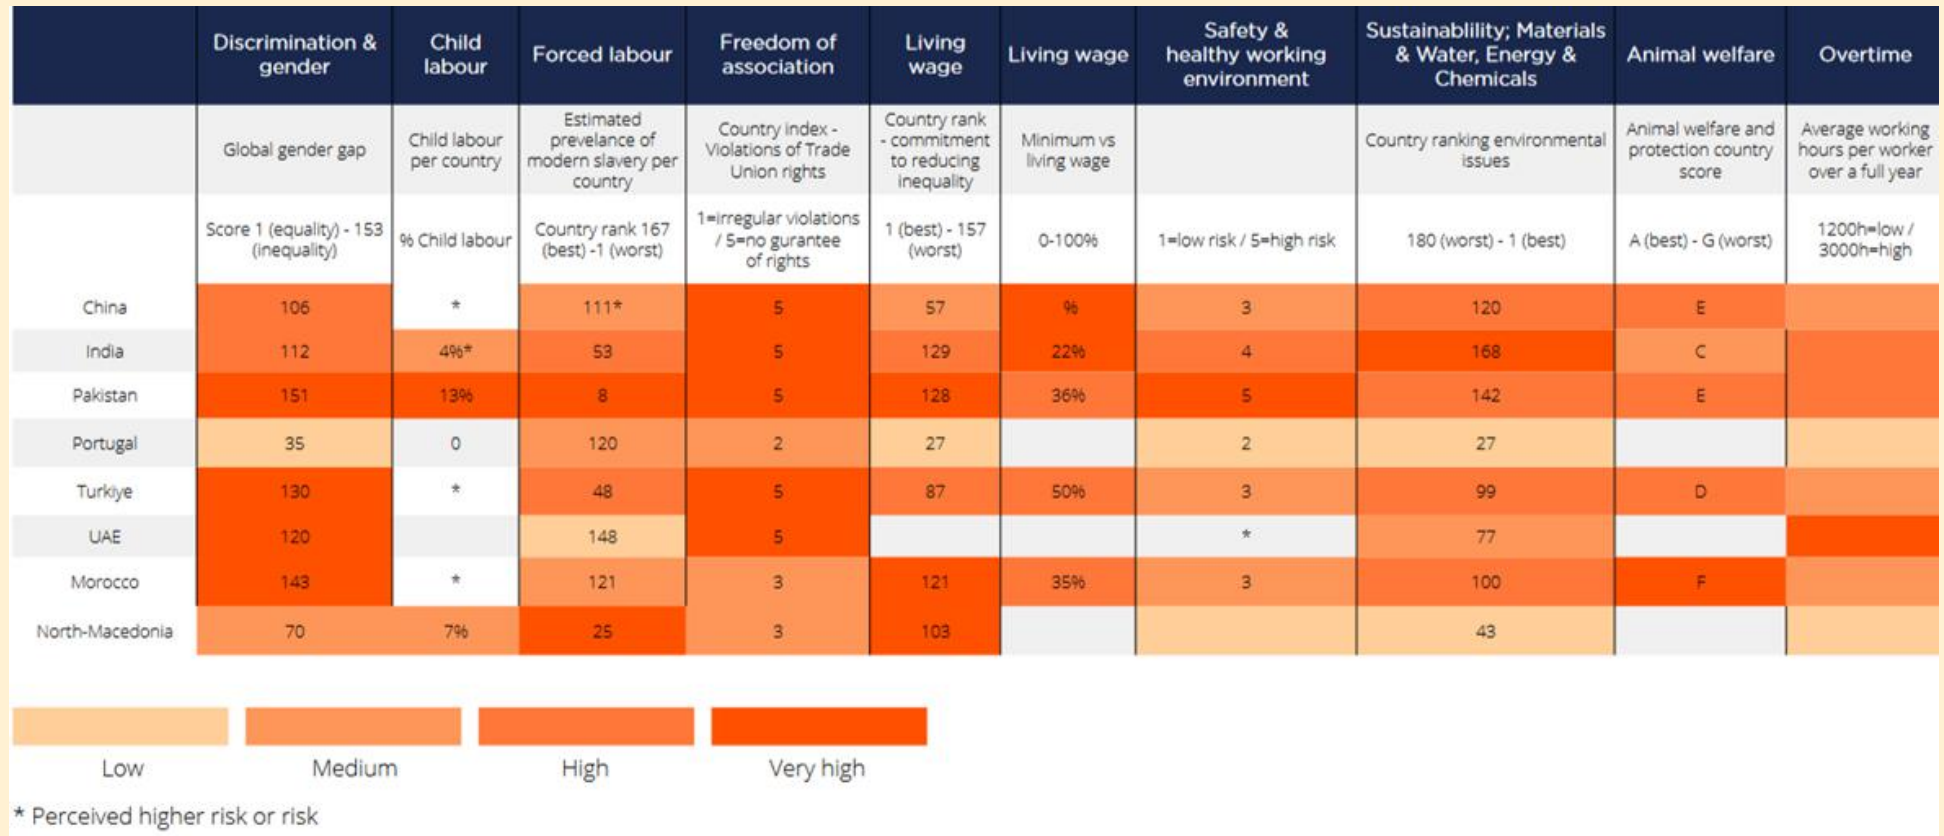 Discrimination & gender
Child labour
Forced labour
Freedom of association
Living wage
Living wage
Safety & healthy working environment
Sustainablility; Materials & Water, Energy & Chemicals
Animal welfare
Overtime
Global gender gap
Child labour per country
Estimated prevelance of modern slavery per country
Country index - Violations of Trade Union rights
Country rank - commitment to reducing inequality
Minimum vs living wage
Country ranking environmental issues
Animal welfare and protection country score
Average working hours per worker over a full year
Score 1 (equality) - 153 (inequality)
% Child labour
Country rank 167 (best) -1 (worst)
1=irregular violations / 5=no gurantee of rights
1 (best) - 157 (worst)
0-100%
1=low risk / 5=high risk
180 (worst) - 1 (best)
A (best) - G (worst)
1200h=low / 3000h=high
China 106 * 111* 5 57 % 3 120 E
India 112 4%* 53 5 129 22% 4 168 C
Pakistan 151 13% 8 5 128 36% 5 142 E
Portugal 35 0 120 2 27 2 27
Turkiye 130 * 48 5 87 50% 3 99 D
UAE 120 148 5 * 77
Morocco 143 * 121 3 121 35% 3 100 F
North-Macedonia 70 7% 25 3 103 43
Low Medium High Very high
* Perceived higher risk or risk